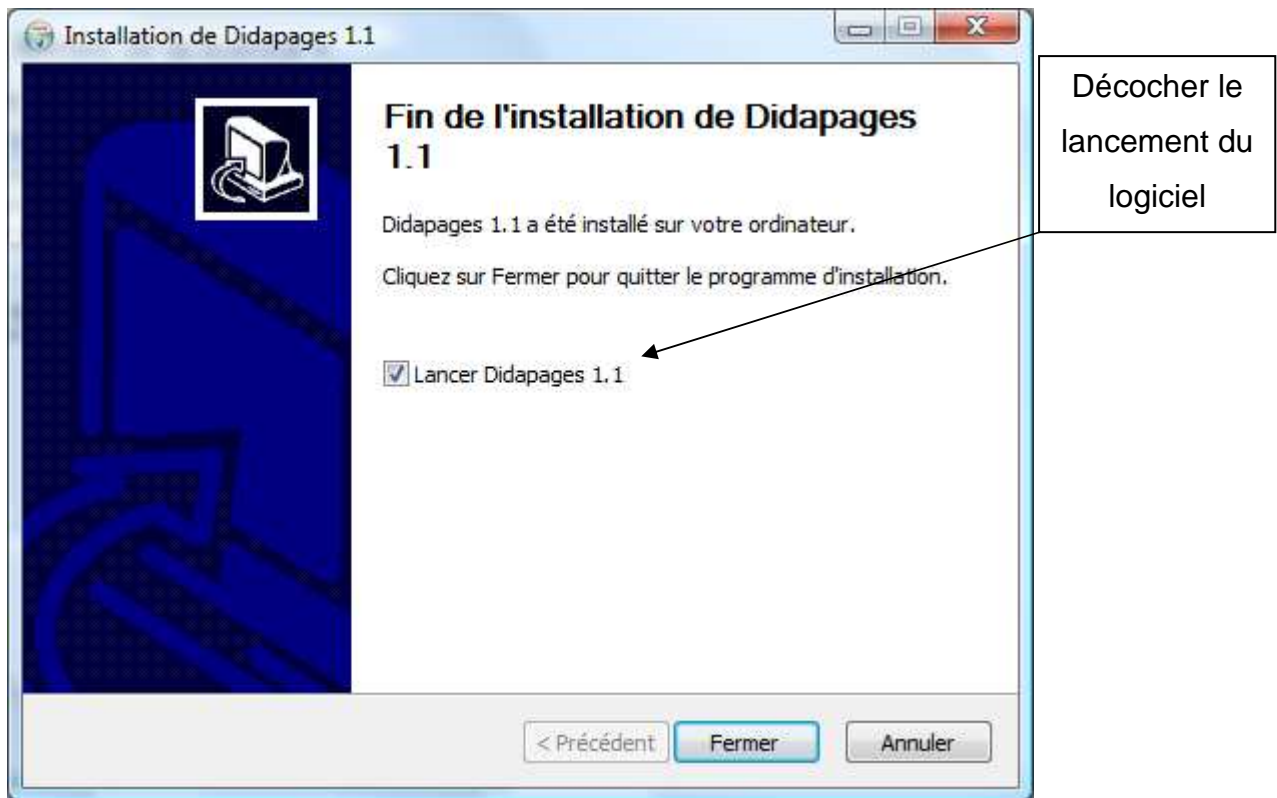 Installation de Didapages 1.1
Décocher le
lancement du
logiciel
Fin de l'installation de Didapages
1.1
Didapages 1.1 a été installé sur votre ordinateur.
Cliquez sur Fermer pour quitter le programme d'installation.
Lancer Didapages 1.1
< Précédent Fermer Annuler